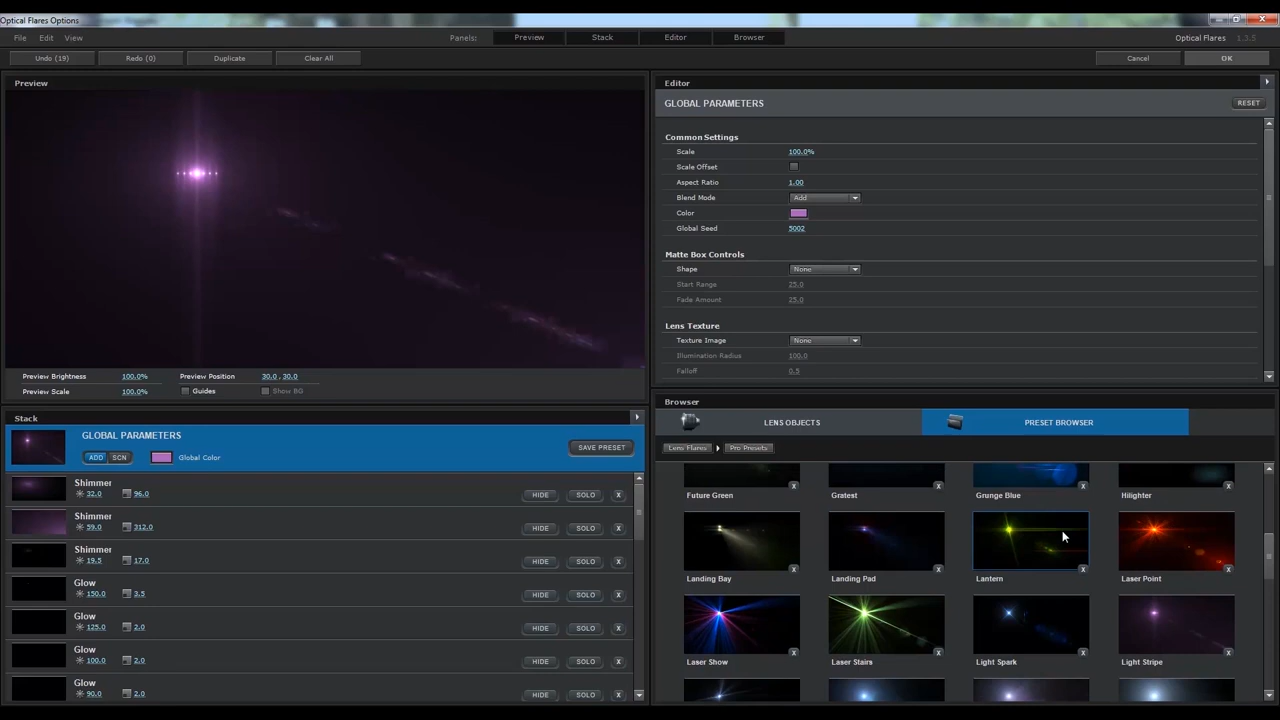 Optical Flares Options
File Edit View Panels: Preview Stack Editor Browser Optical Flares 1.3.5
Undo (19) Redo (0) Duplicate Clear All Cancel OK
Preview
Preview Brightness 100.0% Preview Position 30.0 , 30.0
Preview Scale 100.0% Guides Show BG
Stack
GLOBAL PARAMETERS
ADD SCN Global Color SAVE PRESET
Shimmer
32.0 96.0 HIDE SOLO X
Shimmer
59.0 312.0 HIDE SOLO X
Shimmer
19.5 17.0 HIDE SOLO X
Glow
150.0 3.5 HIDE SOLO X
Glow
125.0 2.0 HIDE SOLO X
Glow
100.0 2.0 HIDE SOLO X
Glow
90.0 2.0 HIDE SOLO X
Editor
GLOBAL PARAMETERS RESET
Common Settings
Scale 100.0%
Scale Offset
Aspect Ratio 1.00
Blend Mode Add
Color
Global Seed 5002
Matte Box Controls
Shape None
Start Range 25.0
Fade Amount 25.0
Lens Texture
Texture Image None
Illumination Radius 100.0
Falloff 0.5
Browser
LENS OBJECTS PRESET BROWSER
Lens Flares Pro Presets
X X X X
Future Green Gratest Grunge Blue Hilighter
X X X X
Landing Bay Landing Pad Lantern Laser Point
X X X X
Laser Show Laser Stairs Light Spark Light Stripe